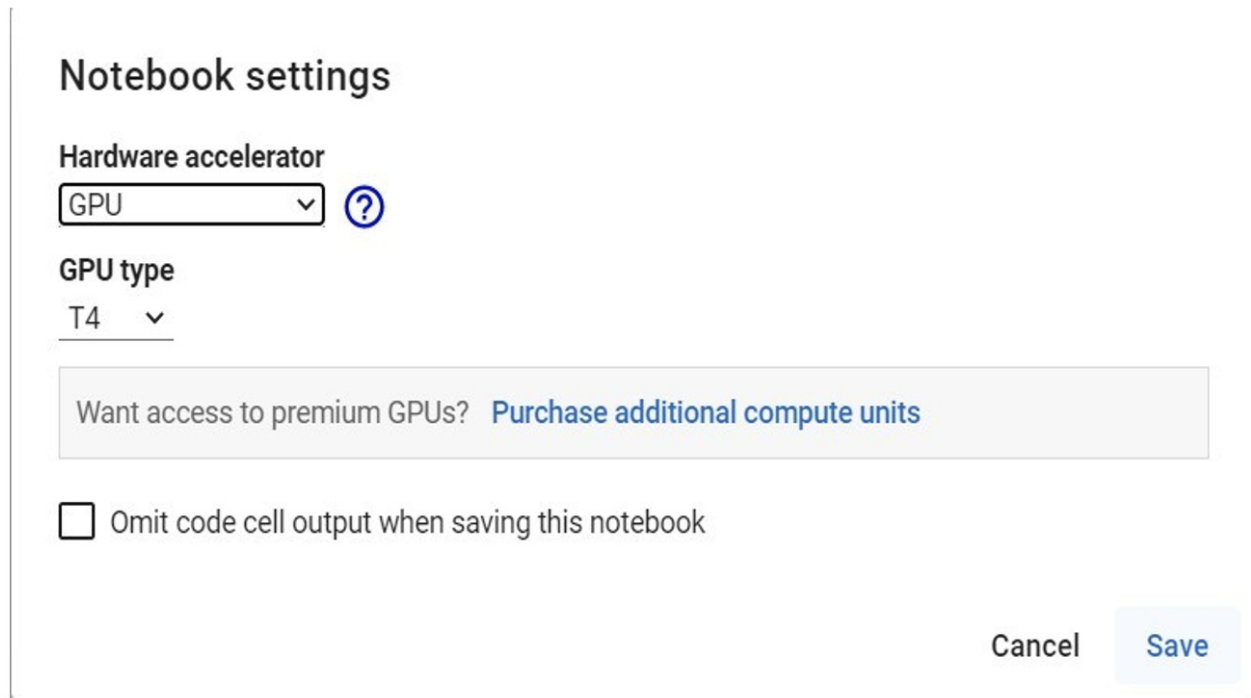 Notebook settings
Hardware accelerator
GPU
?
GPU type
T4
Want access to premium GPUs? Purchase additional compute units
Omit code cell output when saving this notebook
Cancel Save